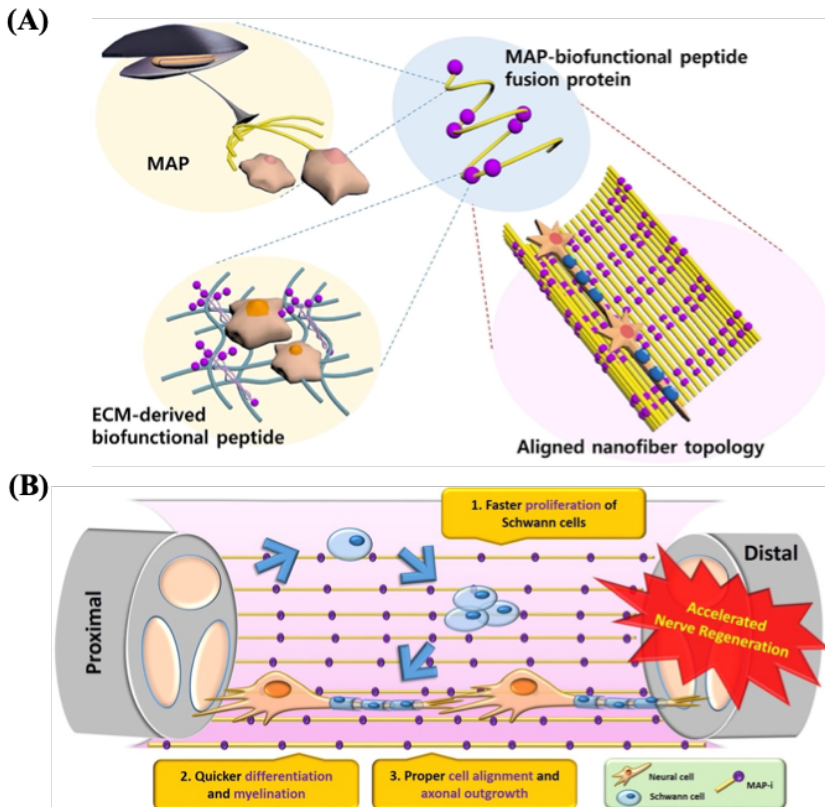 (A)
MAP-biofunctional peptide
fusion protein
MAP
ECM-derived
biofunctional peptide
Aligned nanofiber topology
(B)
1. Faster proliferation of
Schwann cells
Proximal
Distal
Accelerated
Nerve Regeneration
2. Quicker differentiation
and myelination
3. Proper cell alignment and
axonal outgrowth
Neural cell
Schwann cell
MAP-i